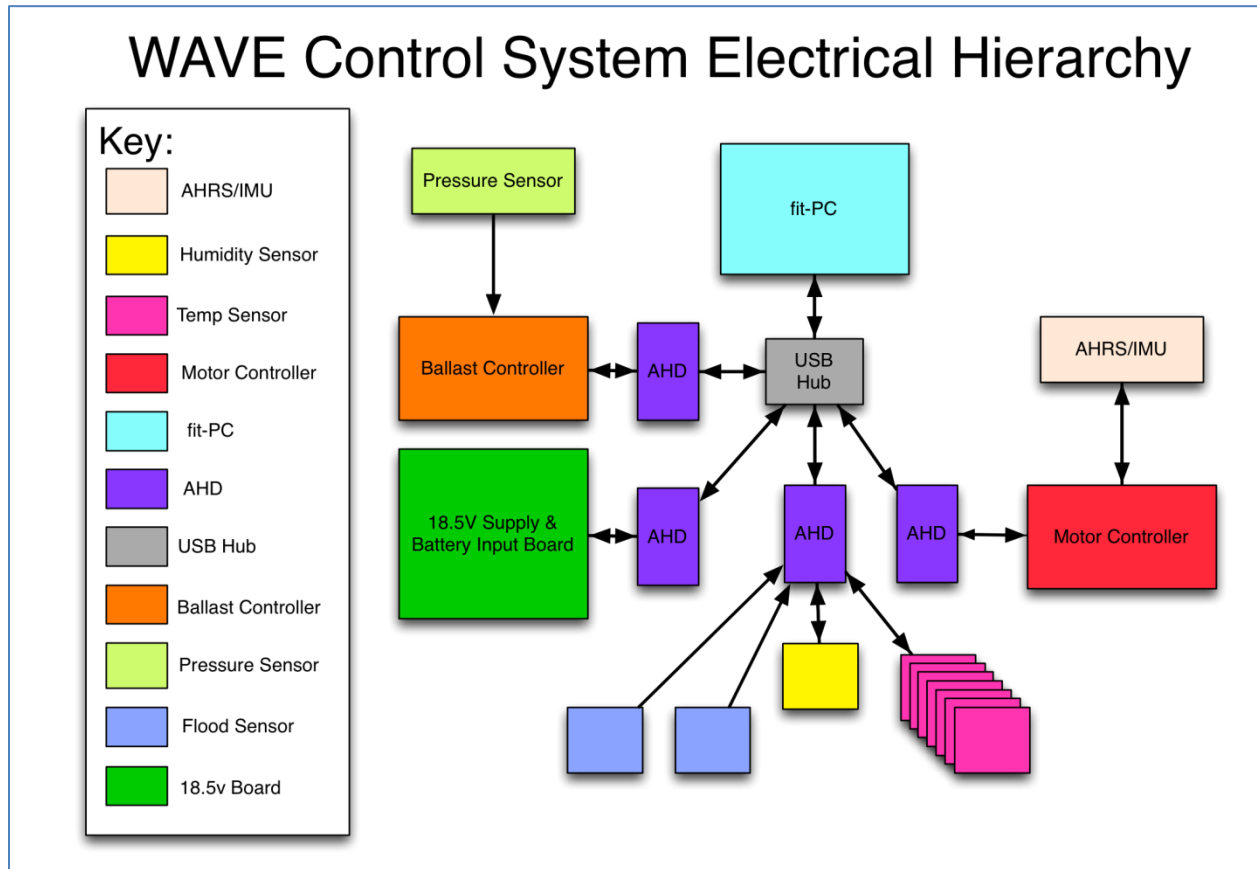 WAVE Control System Electrical Hierarchy
Key:
AHRS/IMU
Humidity Sensor
Temp Sensor
Motor Controller
fit-PC
AHD
USB Hub
Ballast Controller
Pressure Sensor
Flood Sensor
18.5v Board
Pressure Sensor
fit-PC
Ballast Controller
AHD
USB
Hub
AHRS/IMU
18.5V Supply &
Battery Input Board
AHD
AHD
AHD
Motor Controller